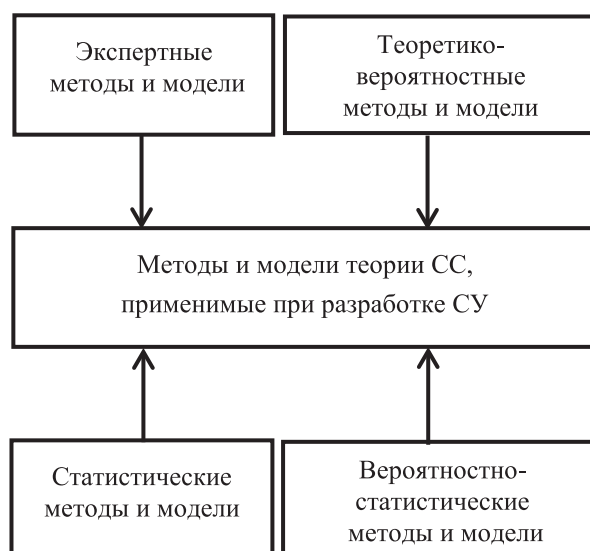 Экспертные
методы и модели
Теоретико-
вероятностные
методы и модели
Методы и модели теории СС,
применимые при разработке СУ
Статистические
методы и модели
Вероятностно-
статистические
методы и модели